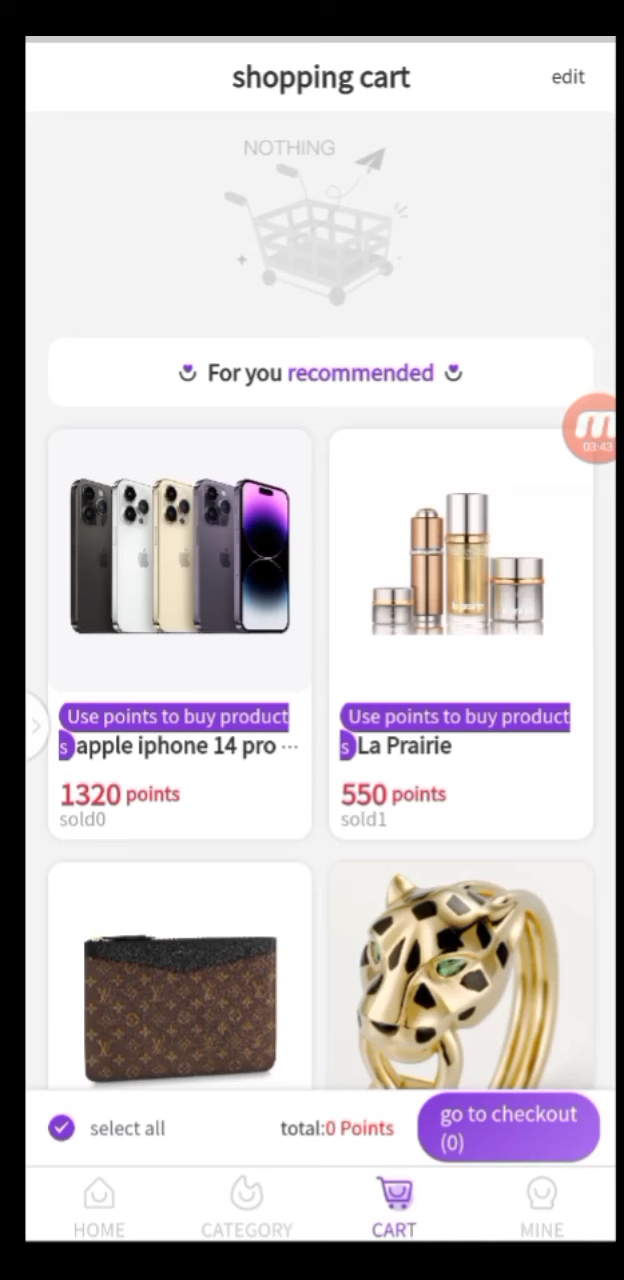 shopping cart
edit
NOTHING
For you recommended
03:43
Use points to buy product
s apple iphone 14 pro ···
1320 points
sold0
Use points to buy product
s La Prairie
550 points
sold1
select all
total:0 Points
go to checkout
(0)
HOME
CATEGORY
CART
MINE